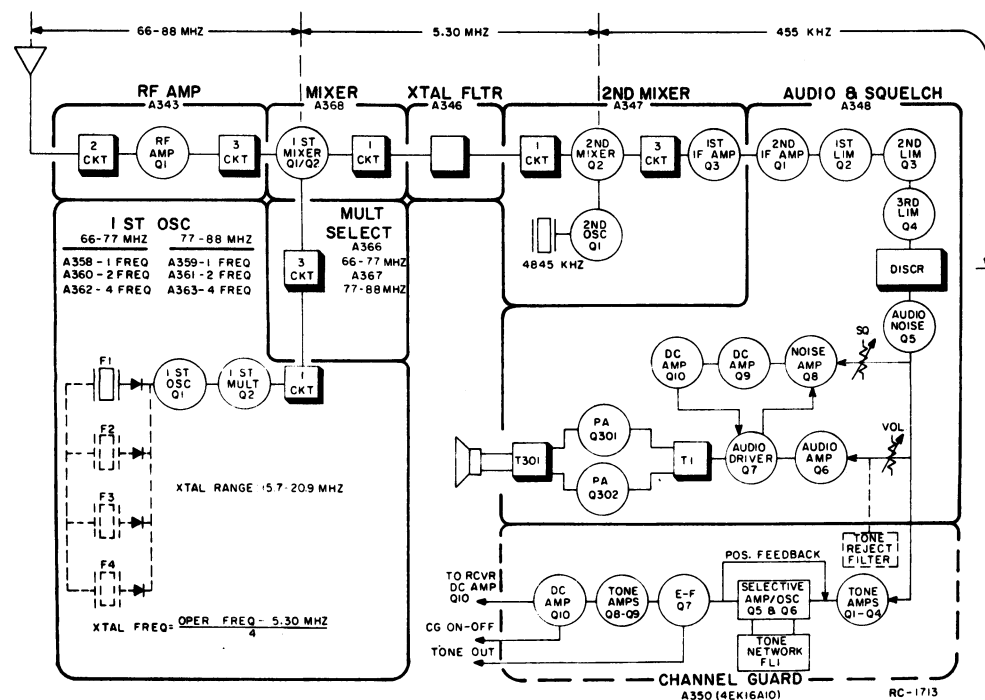 66-88 MHZ
5.30 MHZ
455 KHZ
RF AMP
A343
MIXER
A368
XTAL FLTR
A346
2ND MIXER
A347
AUDIO & SQUELCH
A348
2
CKT
RF
AMP
Q1
3
CKT
1 ST
MIXER
Q1/Q2
1
CKT
1
CKT
2ND
MIXER
Q2
3
CKT
1ST
IF AMP
Q3
2ND
IF AMP
Q1
1ST
LIM
Q2
2ND
LIM
Q3
3RD
LIM
Q4
DISCR
AUDIO
NOISE
Q5
2ND
OSC
Q1
4845 KHZ
1 ST OSC
66-77 MHZ
77-88 MHZ
A358-1 FREQ
A359-1 FREQ
A360-2 FREQ
A361-2 FREQ
A362-4 FREQ
A363-4 FREQ
MULT
SELECT
A366
66-77 MHZ
A367
77-88 MHZ
3
CKT
F1
1 ST
OSC
Q1
1 ST
MULT
Q2
1
CKT
F2
F3
F4
XTAL RANGE 15.7-20.9 MHZ
XTAL FREQ= OPER FREQ - 5.30 MHZ
4
SQ
DC
AMP
Q10
DC
AMP
Q9
NOISE
AMP
Q8
VOL
T301
PA
Q301
PA
Q302
T1
AUDIO
DRIVER
Q7
AUDIO
AMP
Q6
TONE
REJECT
FILTER
POS. FEEDBACK
TO RCVR
DC AMP
Q10
DC
AMP
Q10
TONE
AMPS
Q8-Q9
E-F
Q7
SELECTIVE
AMP/OSC
Q5 & Q6
TONE
AMPS
Q1-Q4
CG ON-OFF
TONE OUT
TONE
NETWORK
FL1
CHANNEL GUARD
A350 (4EK16A10)
RC-1713